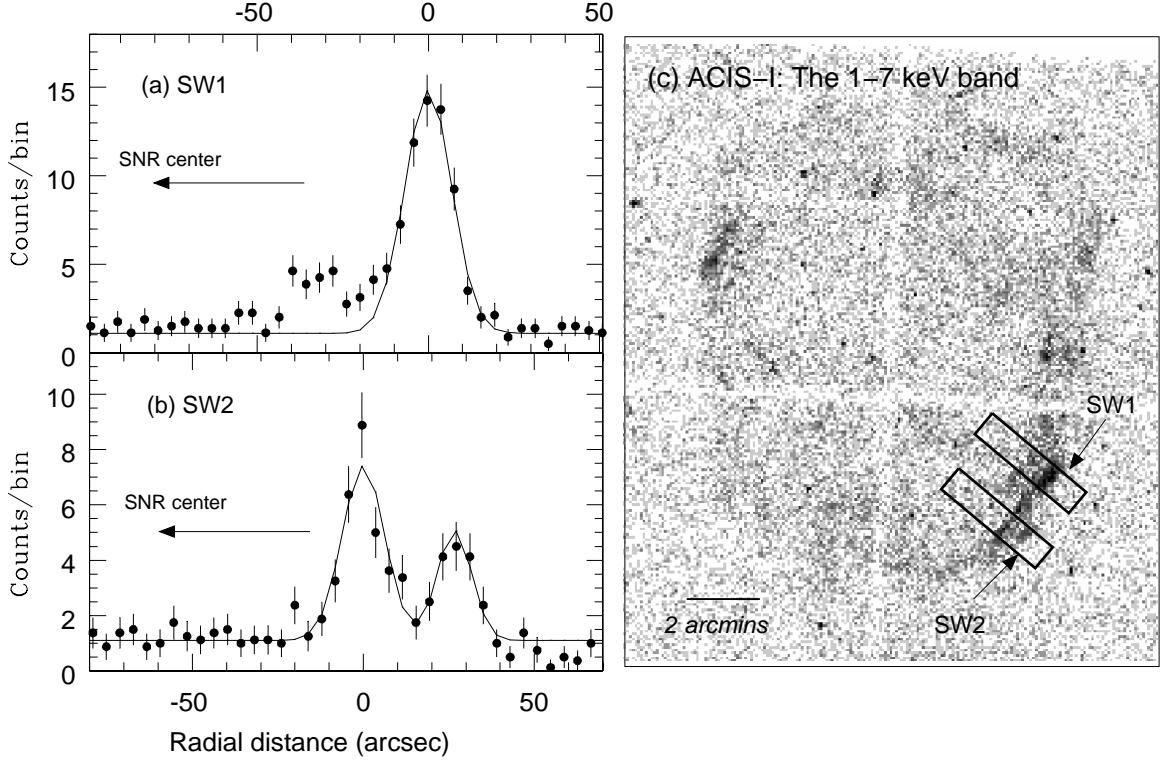 -50 0 50
(a) SW1
15
10
5
0
SNR center
Counts/bin
(b) SW2
10
8
6
4
2
0
SNR center
Counts/bin
-50 0 50
Radial distance (arcsec)
(c) ACIS–I: The 1–7 keV band
SW1
SW2
2 arcmins